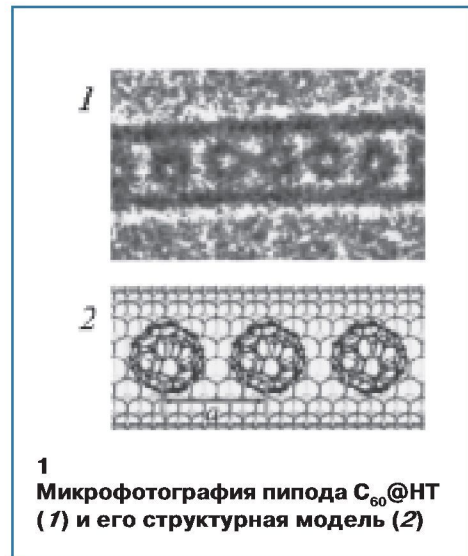 1
2
a
1
Микрофотография пипода C₆₀@НТ
(1) и его структурная модель (2)